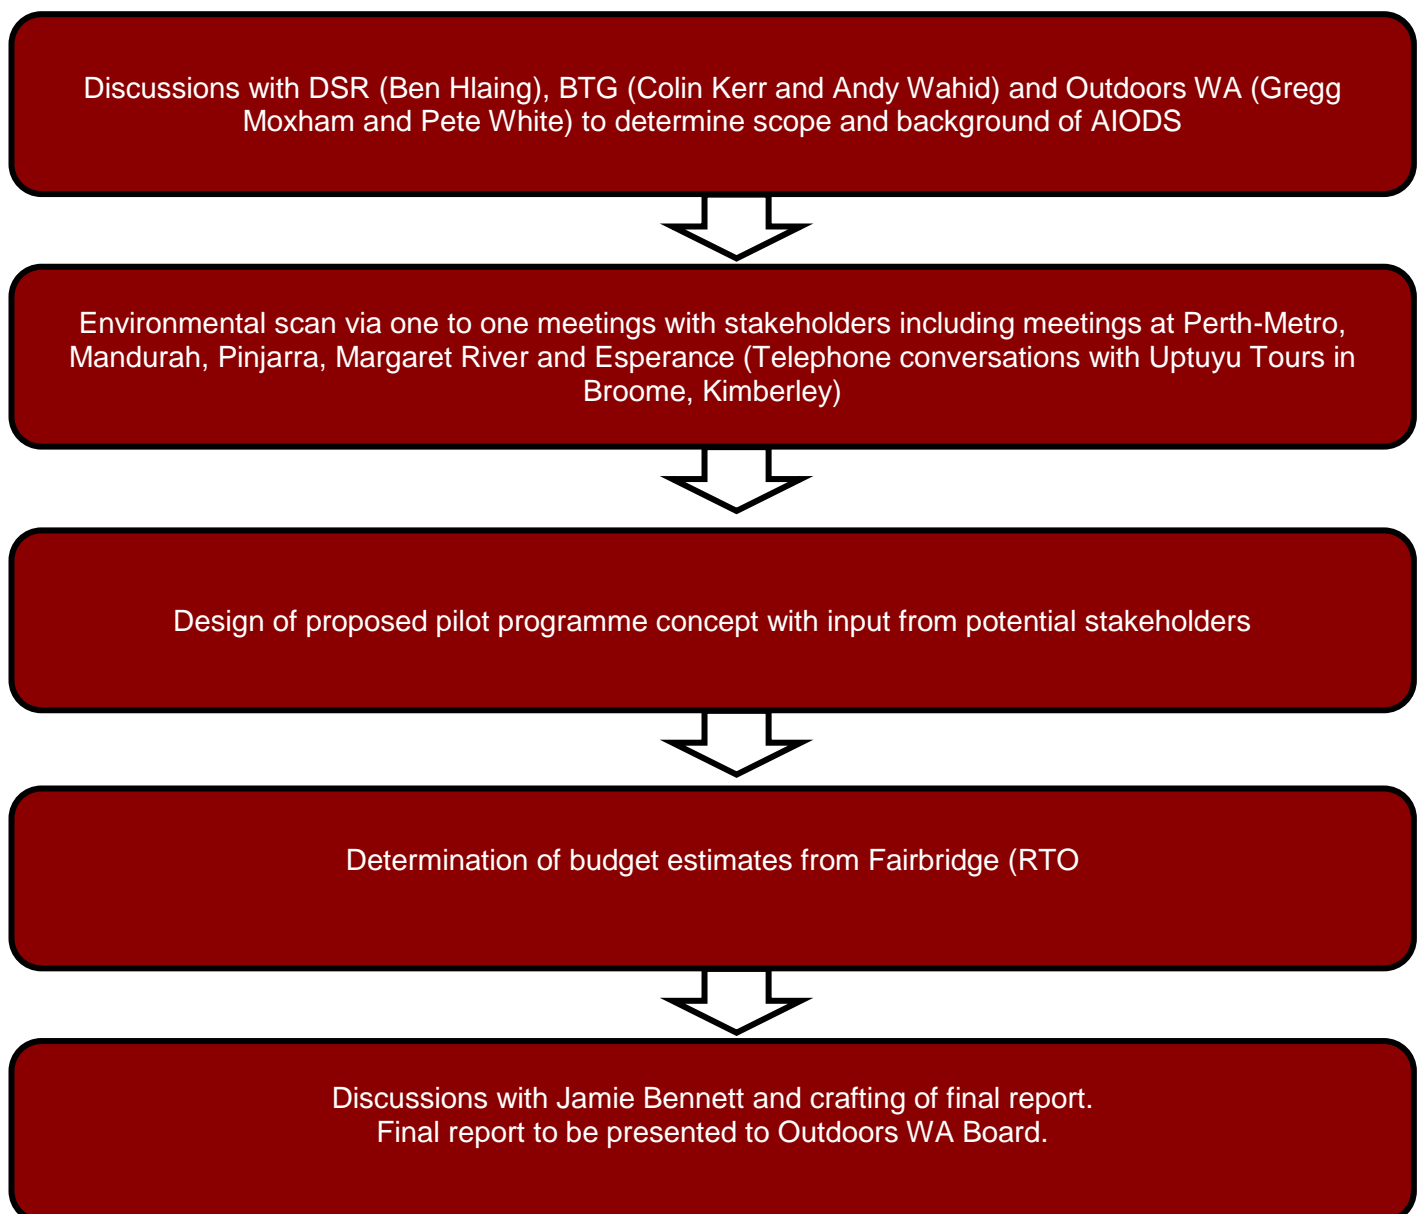 Discussions with DSR (Ben Hlaing), BTG (Colin Kerr and Andy Wahid) and Outdoors WA (Gregg
Moxham and Pete White) to determine scope and background of AIODS
Environmental scan via one to one meetings with stakeholders including meetings at Perth-Metro,
Mandurah, Pinjarra, Margaret River and Esperance (Telephone conversations with Uptuyu Tours in
Broome, Kimberley)
Design of proposed pilot programme concept with input from potential stakeholders
Determination of budget estimates from Fairbridge (RTO
Discussions with Jamie Bennett and crafting of final report.
Final report to be presented to Outdoors WA Board.